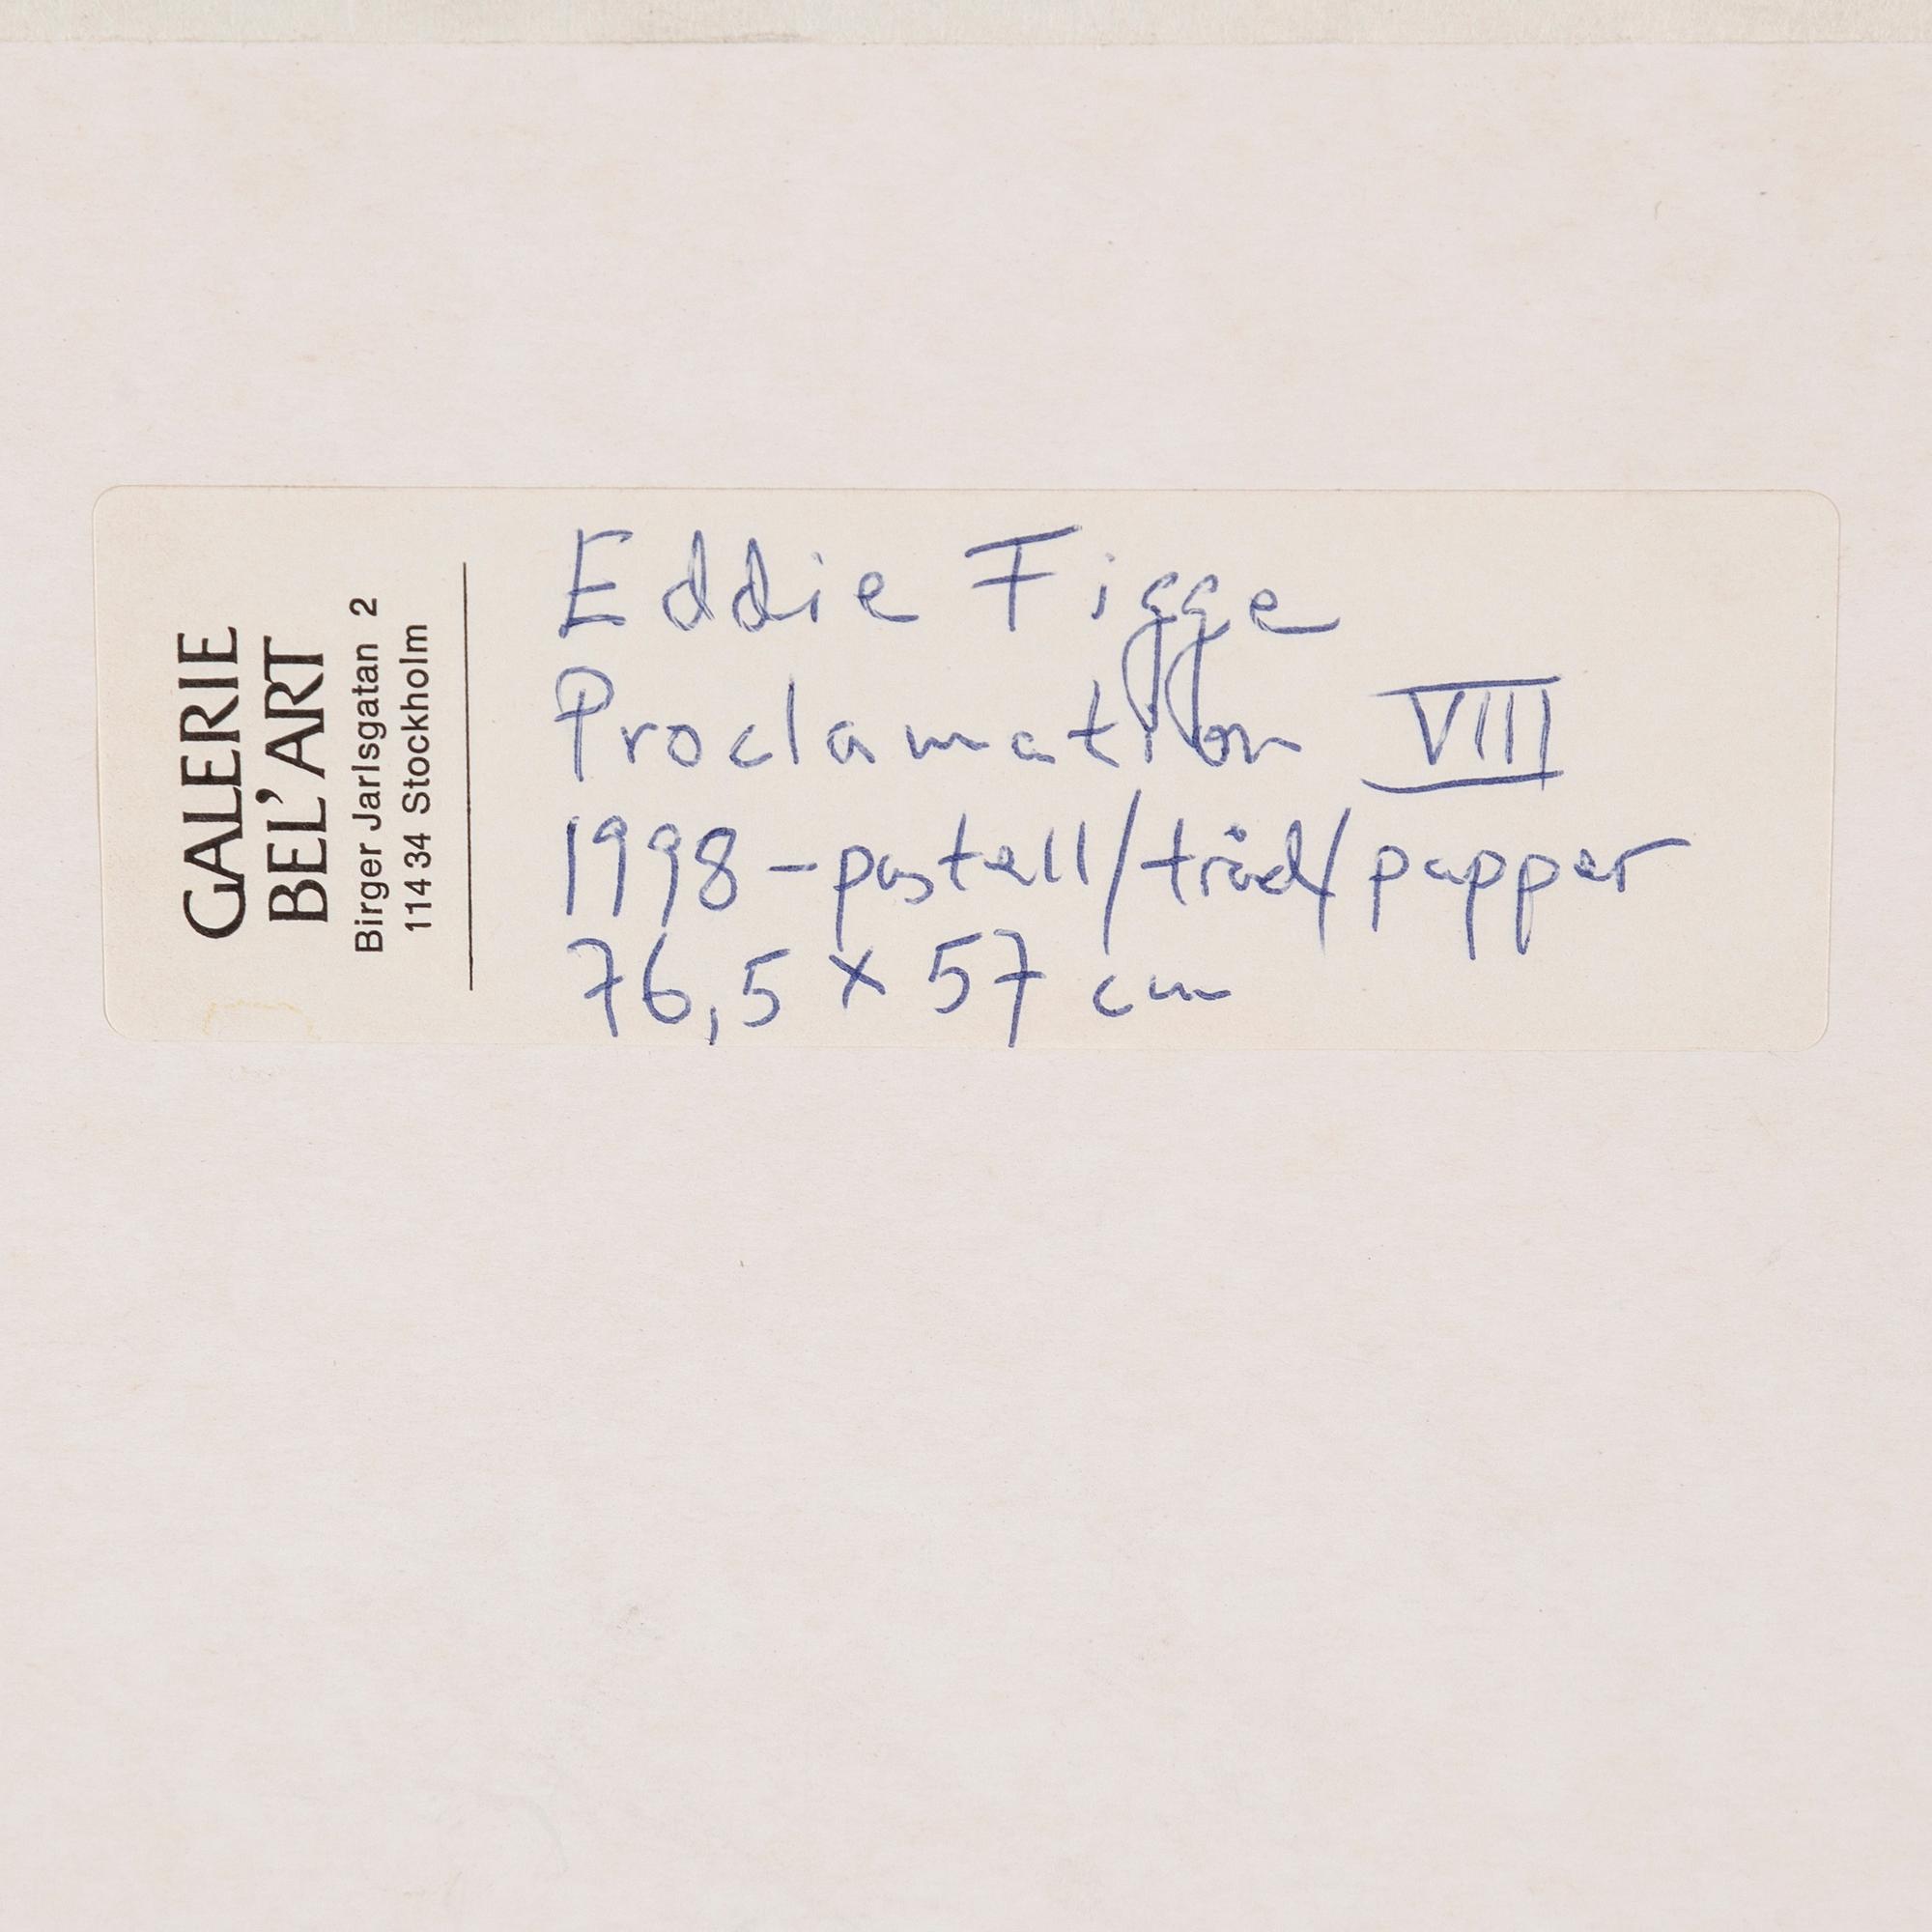 GALERIE
BEL'ART
Birger Jarlsgatan 2
114 34 Stockholm
Eddie Figge
Proclamation VIII
1998 - pastell/tråd/papper
76,5 x 57 cm